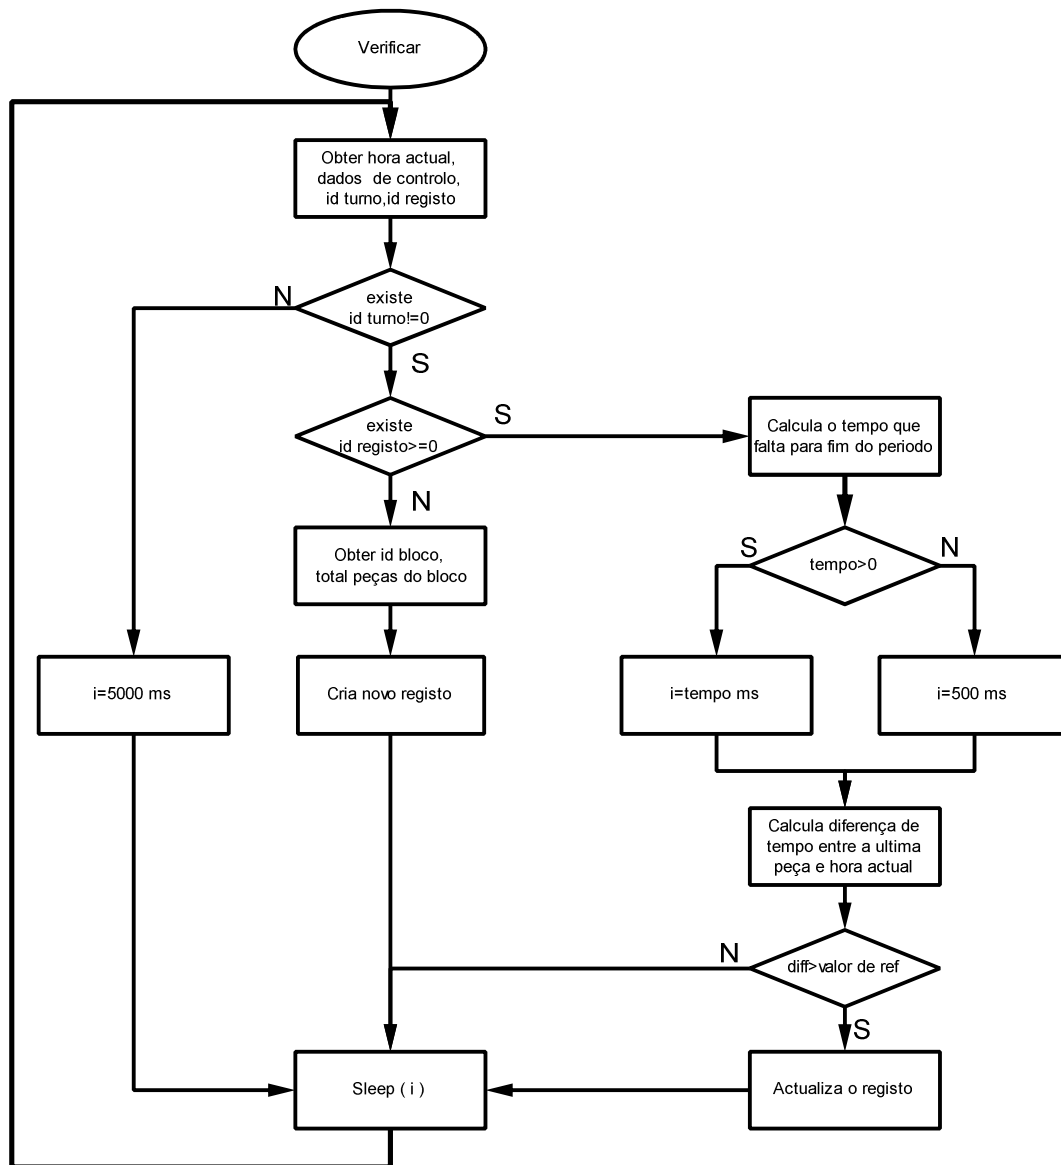 Verificar
Obter hora actual,
dados de controlo,
id turno,id registo
N
existe
id turno!=0
S
existe
id registo>=0
S
Calcula o tempo que
falta para fim do periodo
N
Obter id bloco,
total peças do bloco
S
tempo>0
N
i=5000 ms
Cria novo registo
i=tempo ms
i=500 ms
Calcula diferença de
tempo entre a ultima
peça e hora actual
N
diff>valor de ref
S
Sleep ( i )
Actualiza o registo